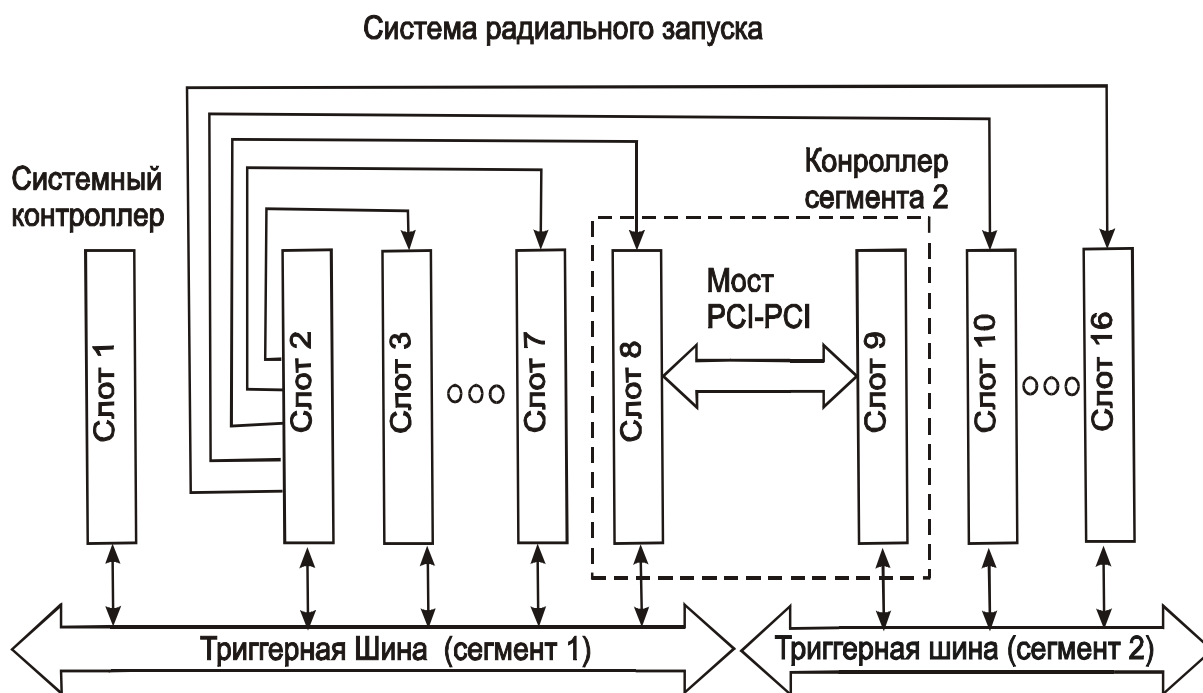 Система радиального запуска
Системный
контроллер
Конроллер
сегмента 2
Мост
PCI-PCI
Слот 1
Слот 2
Слот 3
Слот 7
Слот 8
Слот 9
Слот 10
Слот 16
Триггерная Шина (сегмент 1)
Триггерная шина (сегмент 2)